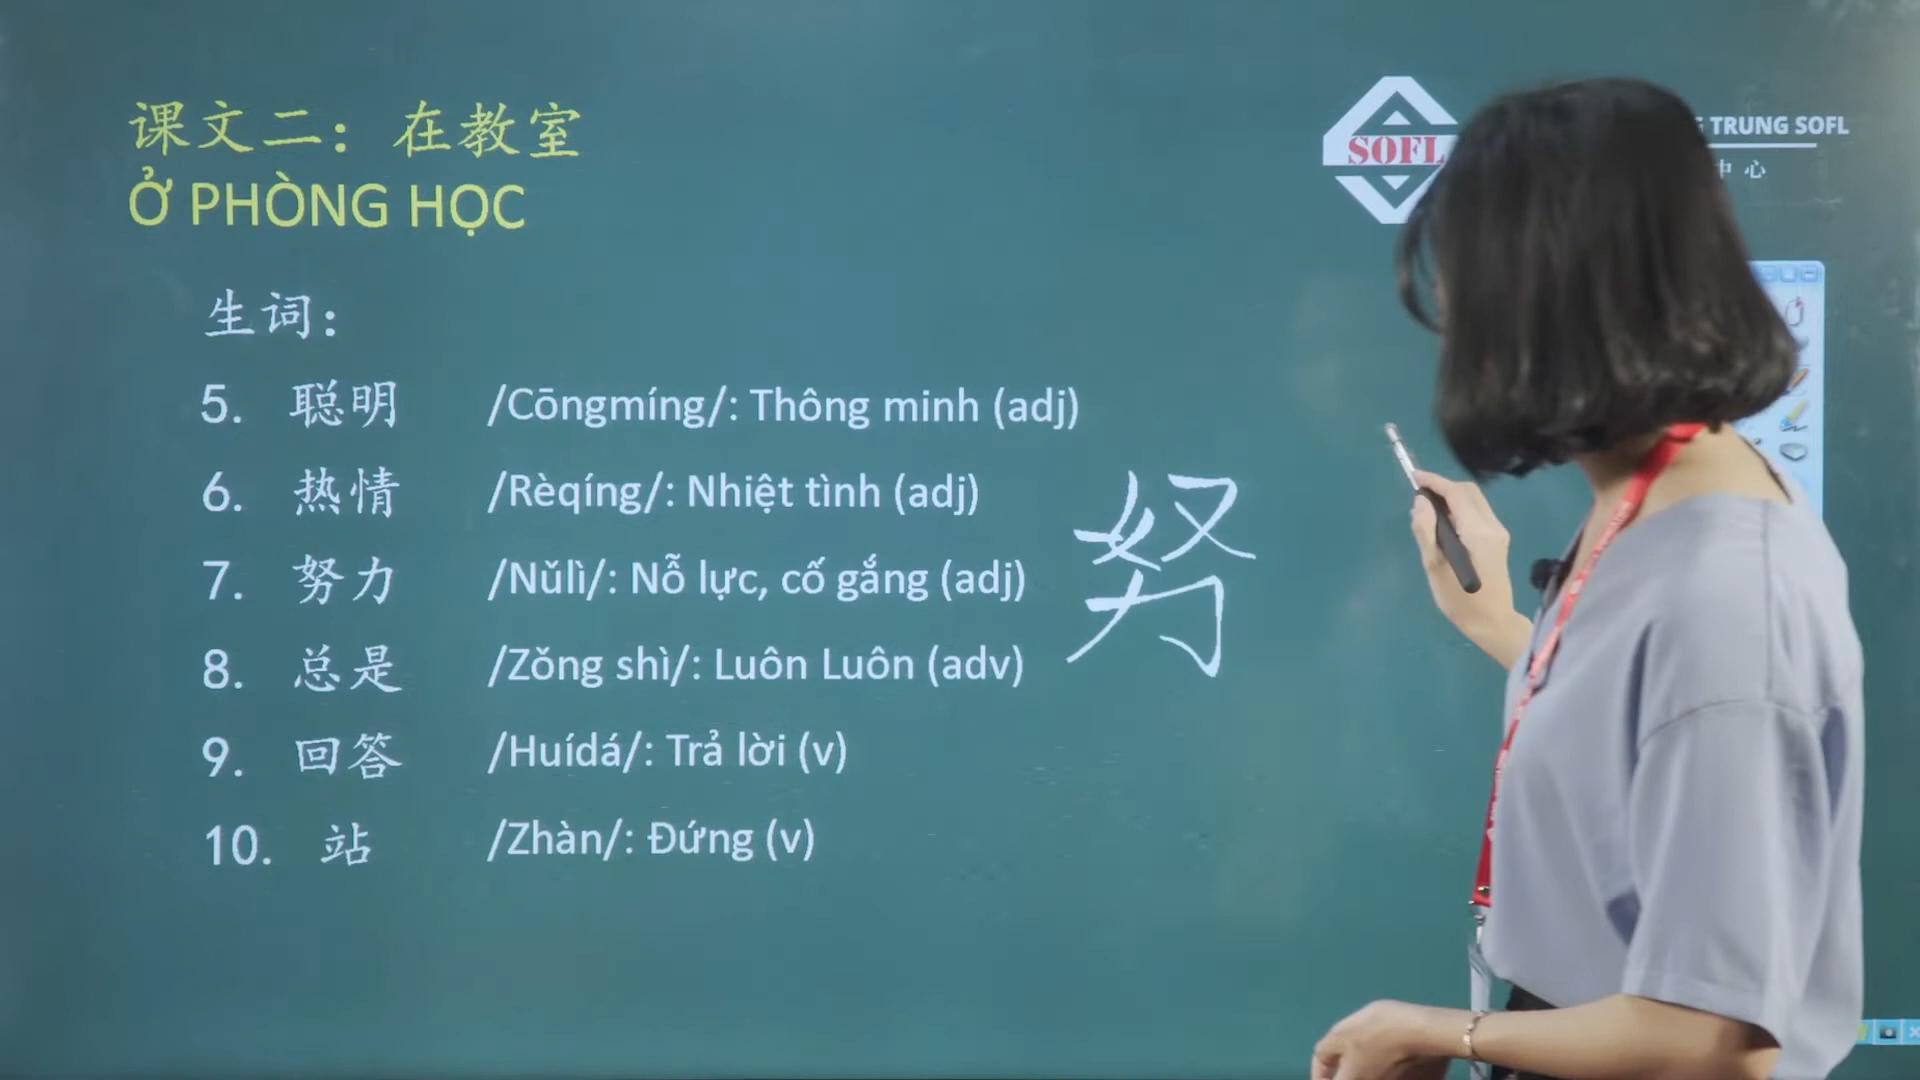 课文二：在教室
Ở PHÒNG HỌC
SOFL
TRUNG SOFL
中心
生词：
5. 聪明 /Cōngmíng/: Thông minh (adj)
6. 热情 /Rèqíng/: Nhiệt tình (adj)
7. 努力 /Nǔlì/: Nỗ lực, cố gắng (adj)
8. 总是 /Zǒng shì/: Luôn Luôn (adv)
9. 回答 /Huídá/: Trả lời (v)
10. 站 /Zhàn/: Đứng (v)
努